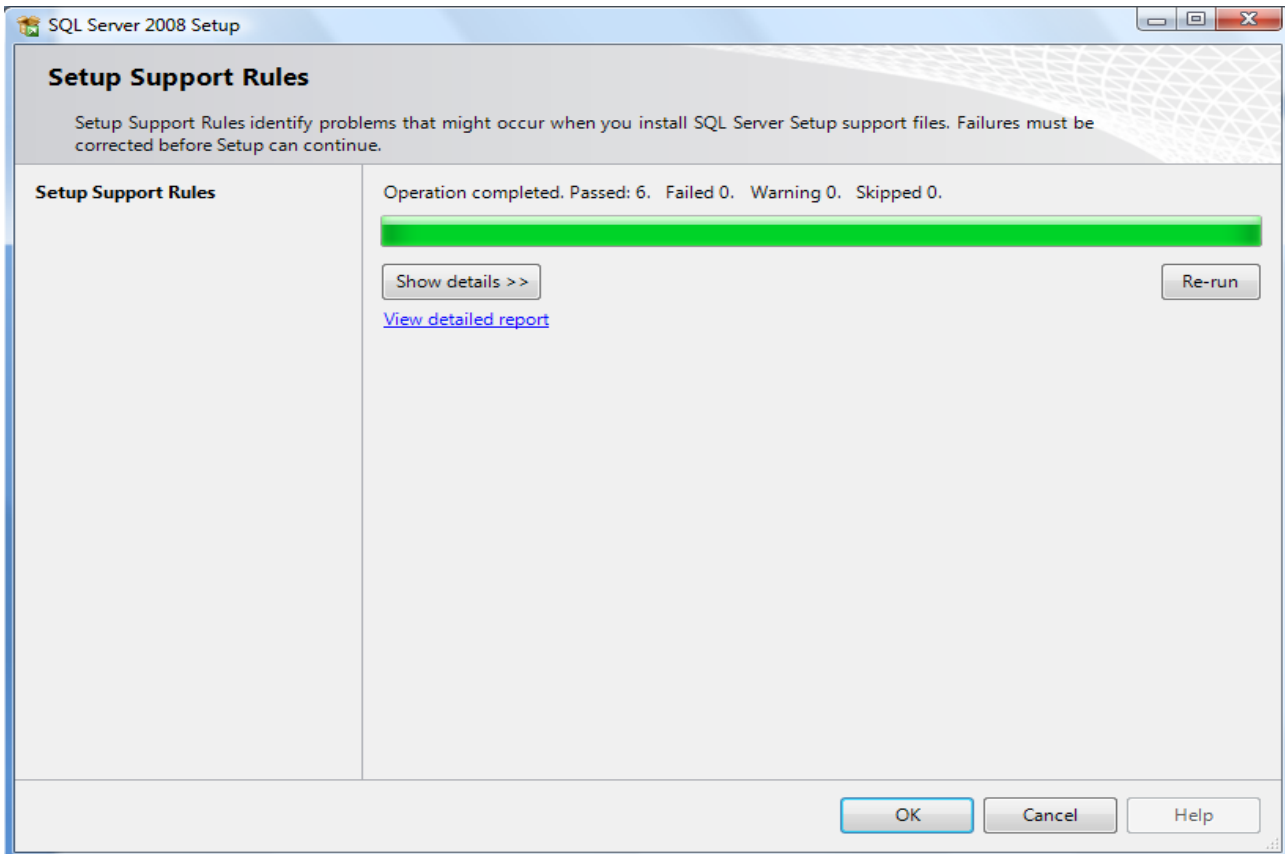 SQL Server 2008 Setup
Setup Support Rules
Setup Support Rules identify problems that might occur when you install SQL Server Setup support files. Failures must be
corrected before Setup can continue.
Setup Support Rules
Operation completed. Passed: 6.   Failed 0.   Warning 0.   Skipped 0.
Show details >>
Re-run
View detailed report
OK
Cancel
Help